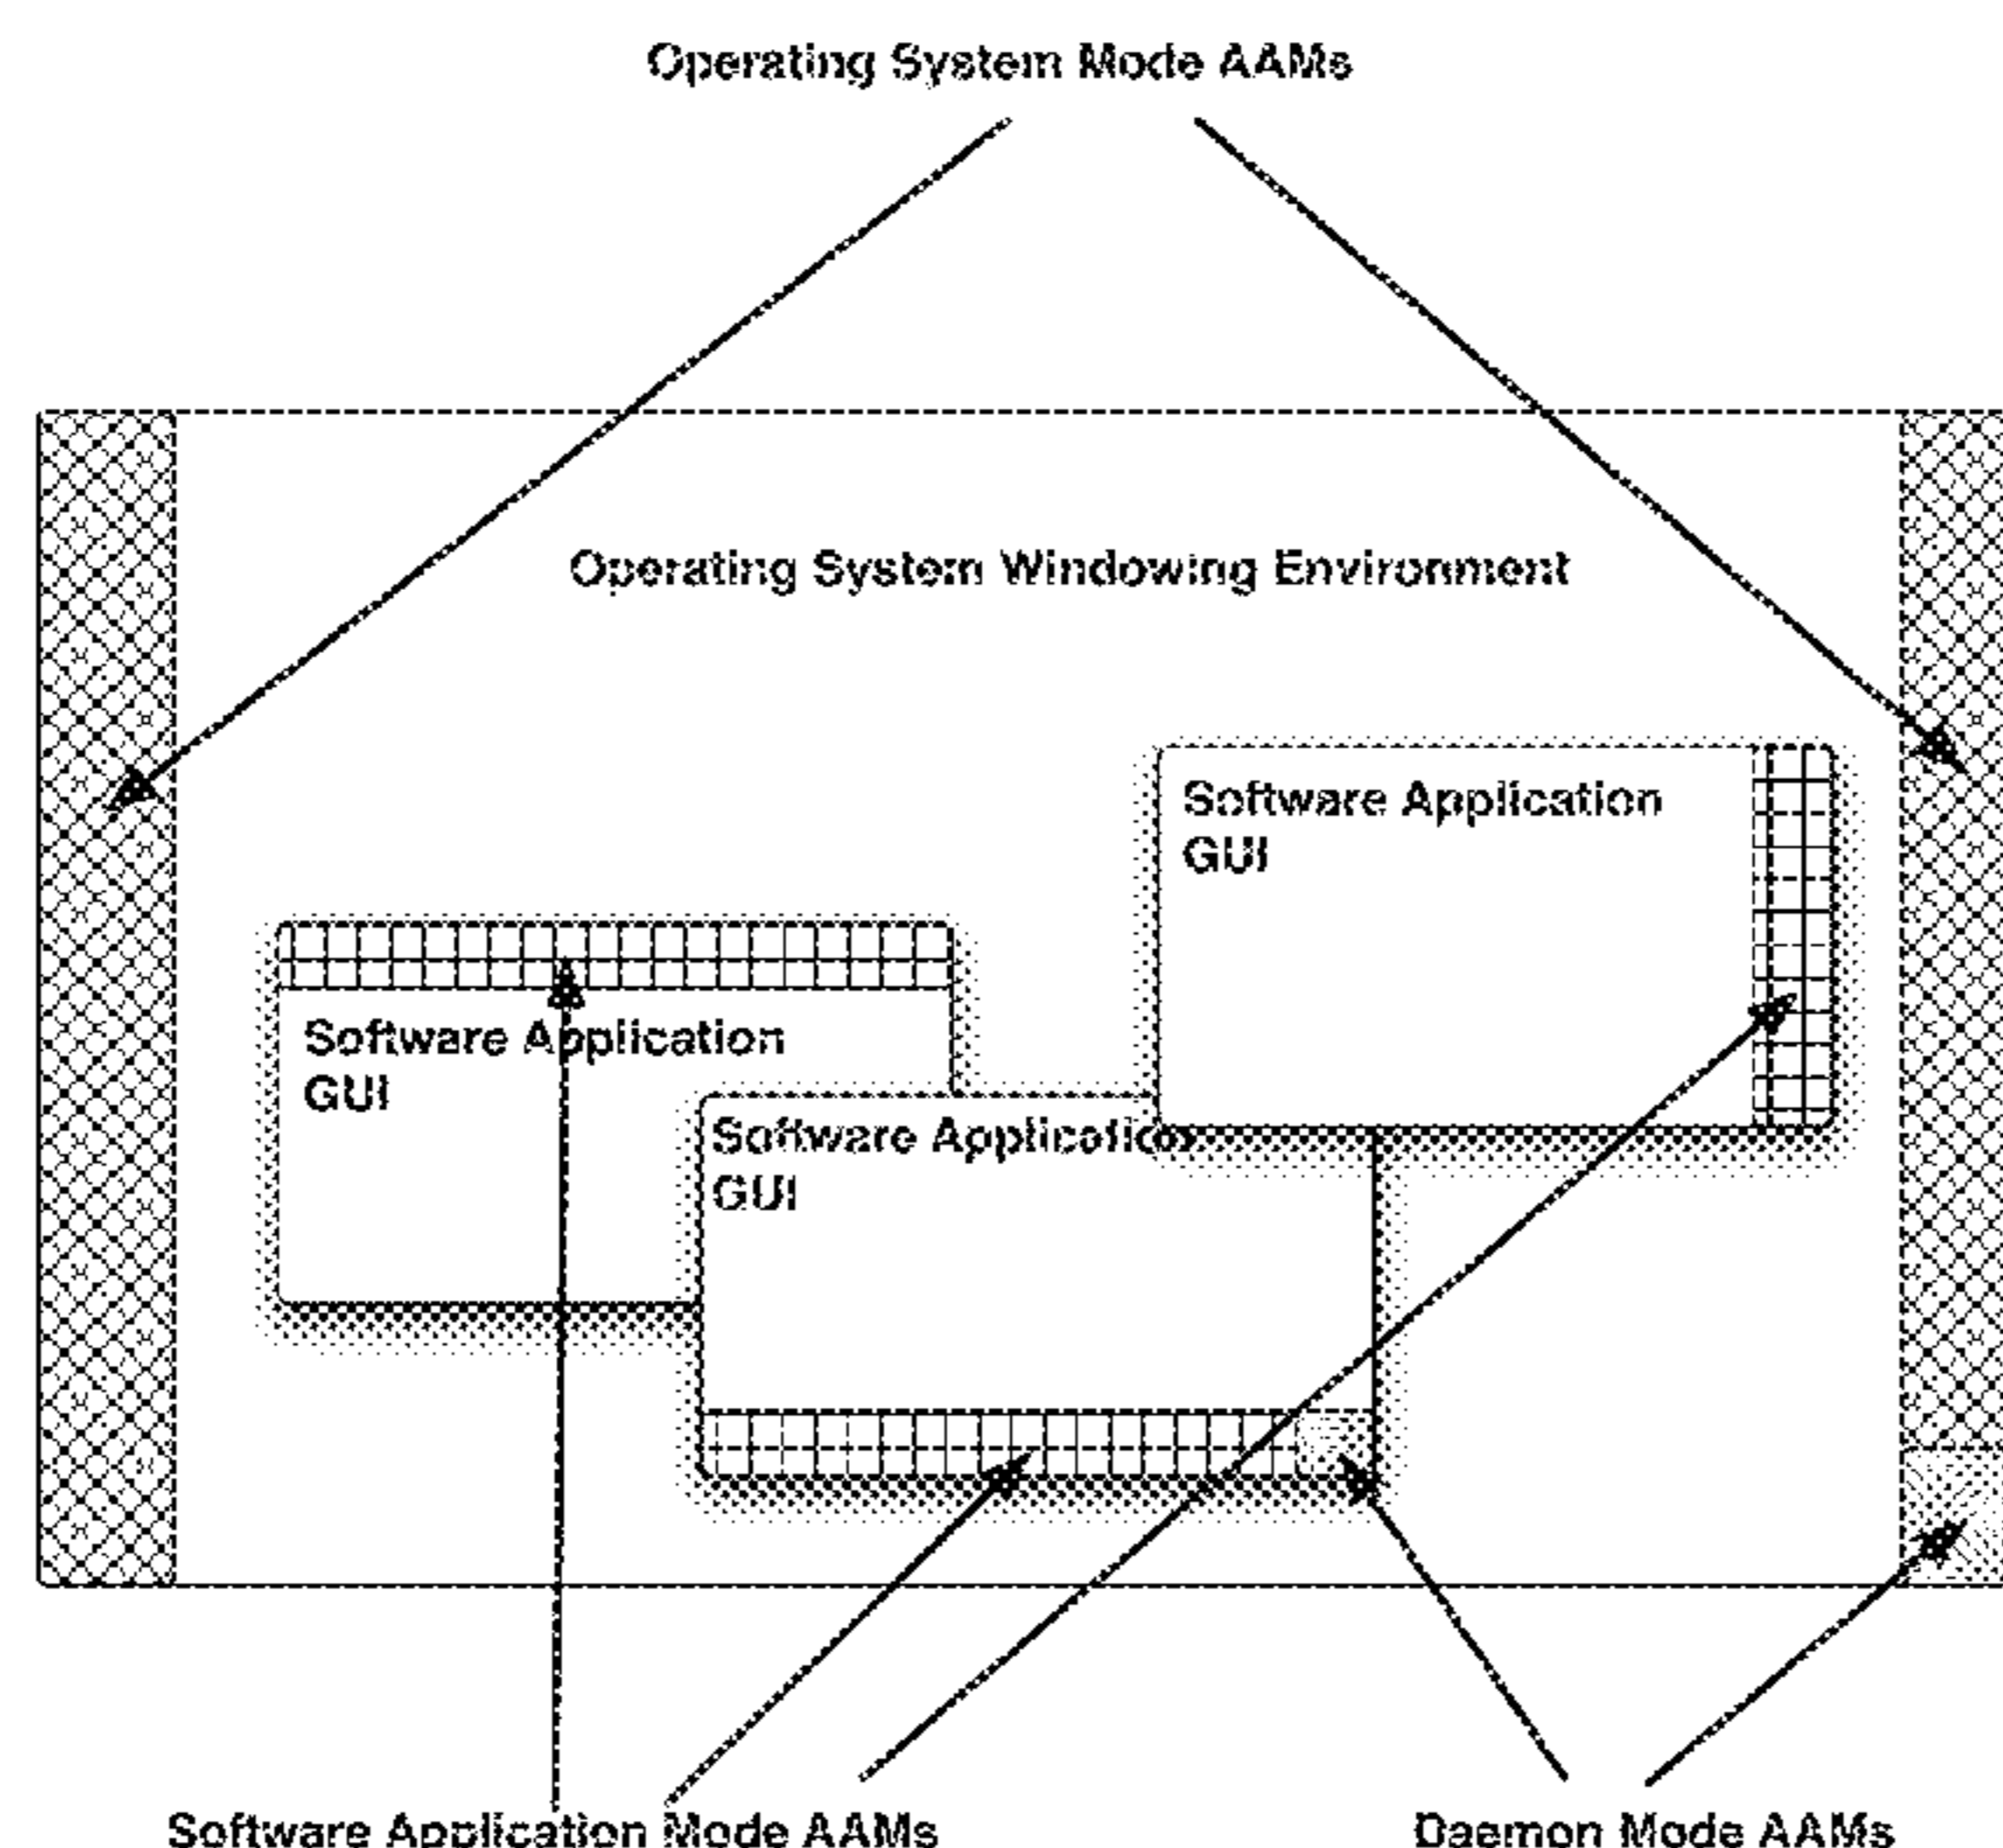 Operating System Mode AAMs
Operating System Windowing Environment
Software Application
GUI
Software Application
GUI
Software Application
GUI
Software Application Mode AAMs
Daemon Mode AAMs